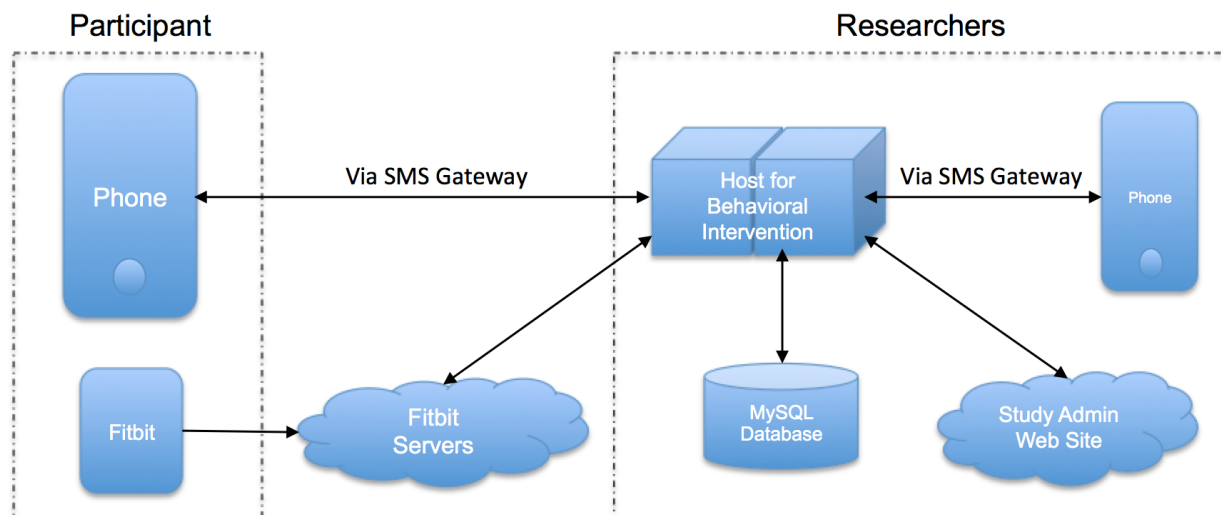 Participant
Researchers
Phone
Via SMS Gateway
Host for
Behavioral
Intervention
Via SMS Gateway
Phone
Fitbit
Fitbit
Servers
MySQL
Database
Study Admin
Web Site